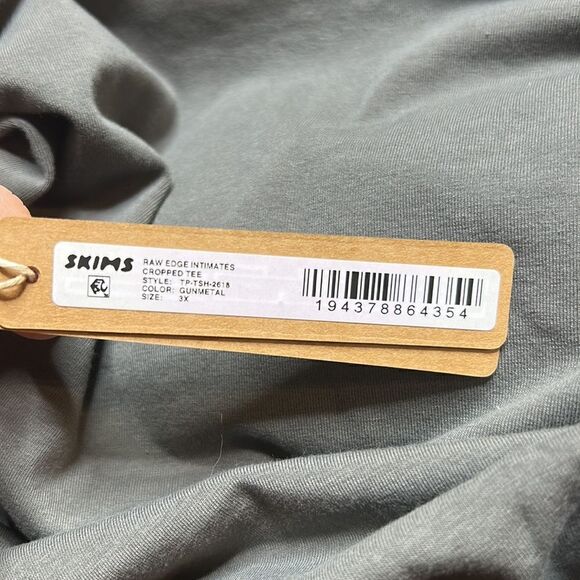 SKIMS
RAW EDGE INTIMATES
CROPPED TEE
STYLE: TP-TSH-2618
COLOR: GUNMETAL
SIZE: 3X
194378864354